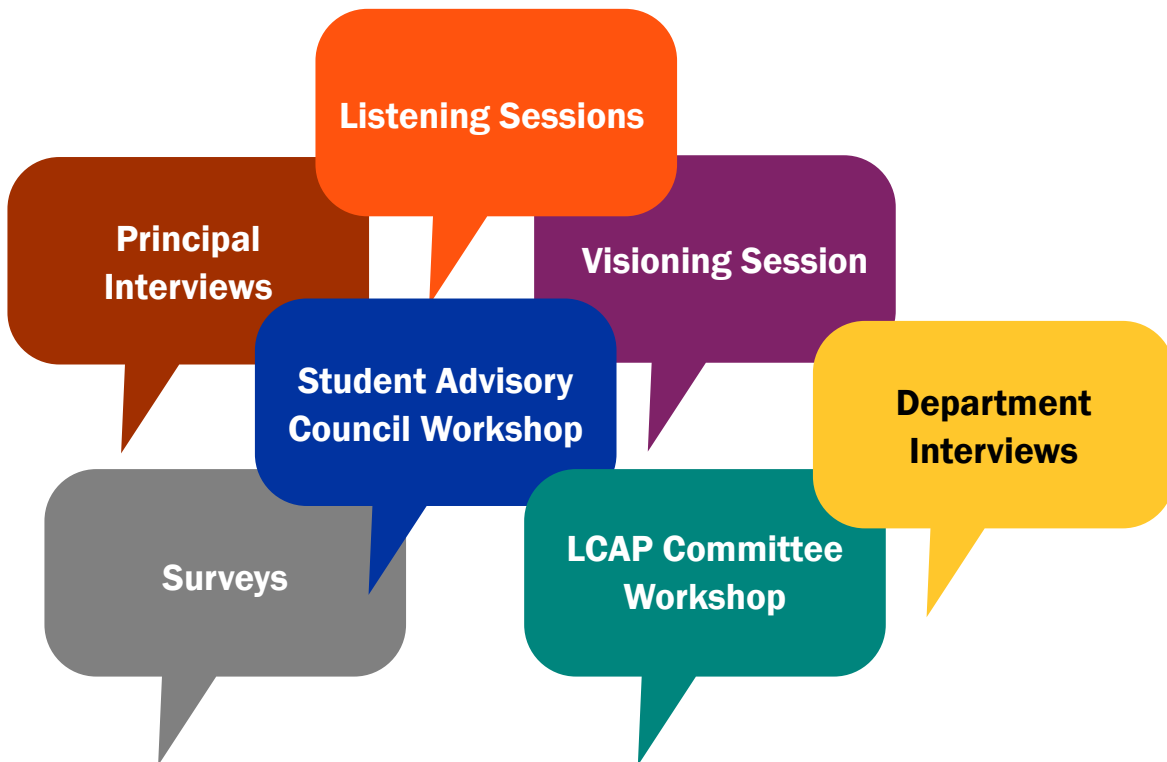 Listening Sessions
Principal
Interviews
Visioning Session
Student Advisory
Council Workshop
Department
Interviews
Surveys
LCAP Committee
Workshop